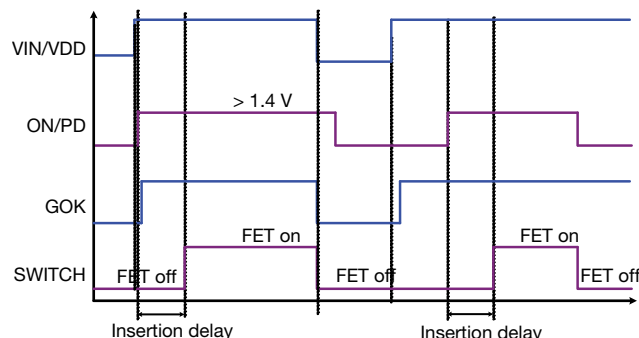 VIN/VDD
> 1.4 V
ON/PD
GOK
FET on
FET on
SWITCH
FET off
FET off
FET off
Insertion delay
Insertion delay